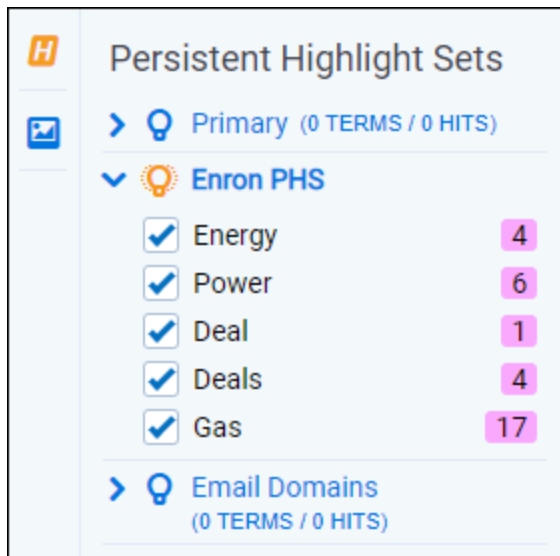 H
Persistent Highlight Sets
Primary (0 TERMS / 0 HITS)
Enron PHS
Energy 4
Power 6
Deal 1
Deals 4
Gas 17
Email Domains
(0 TERMS / 0 HITS)